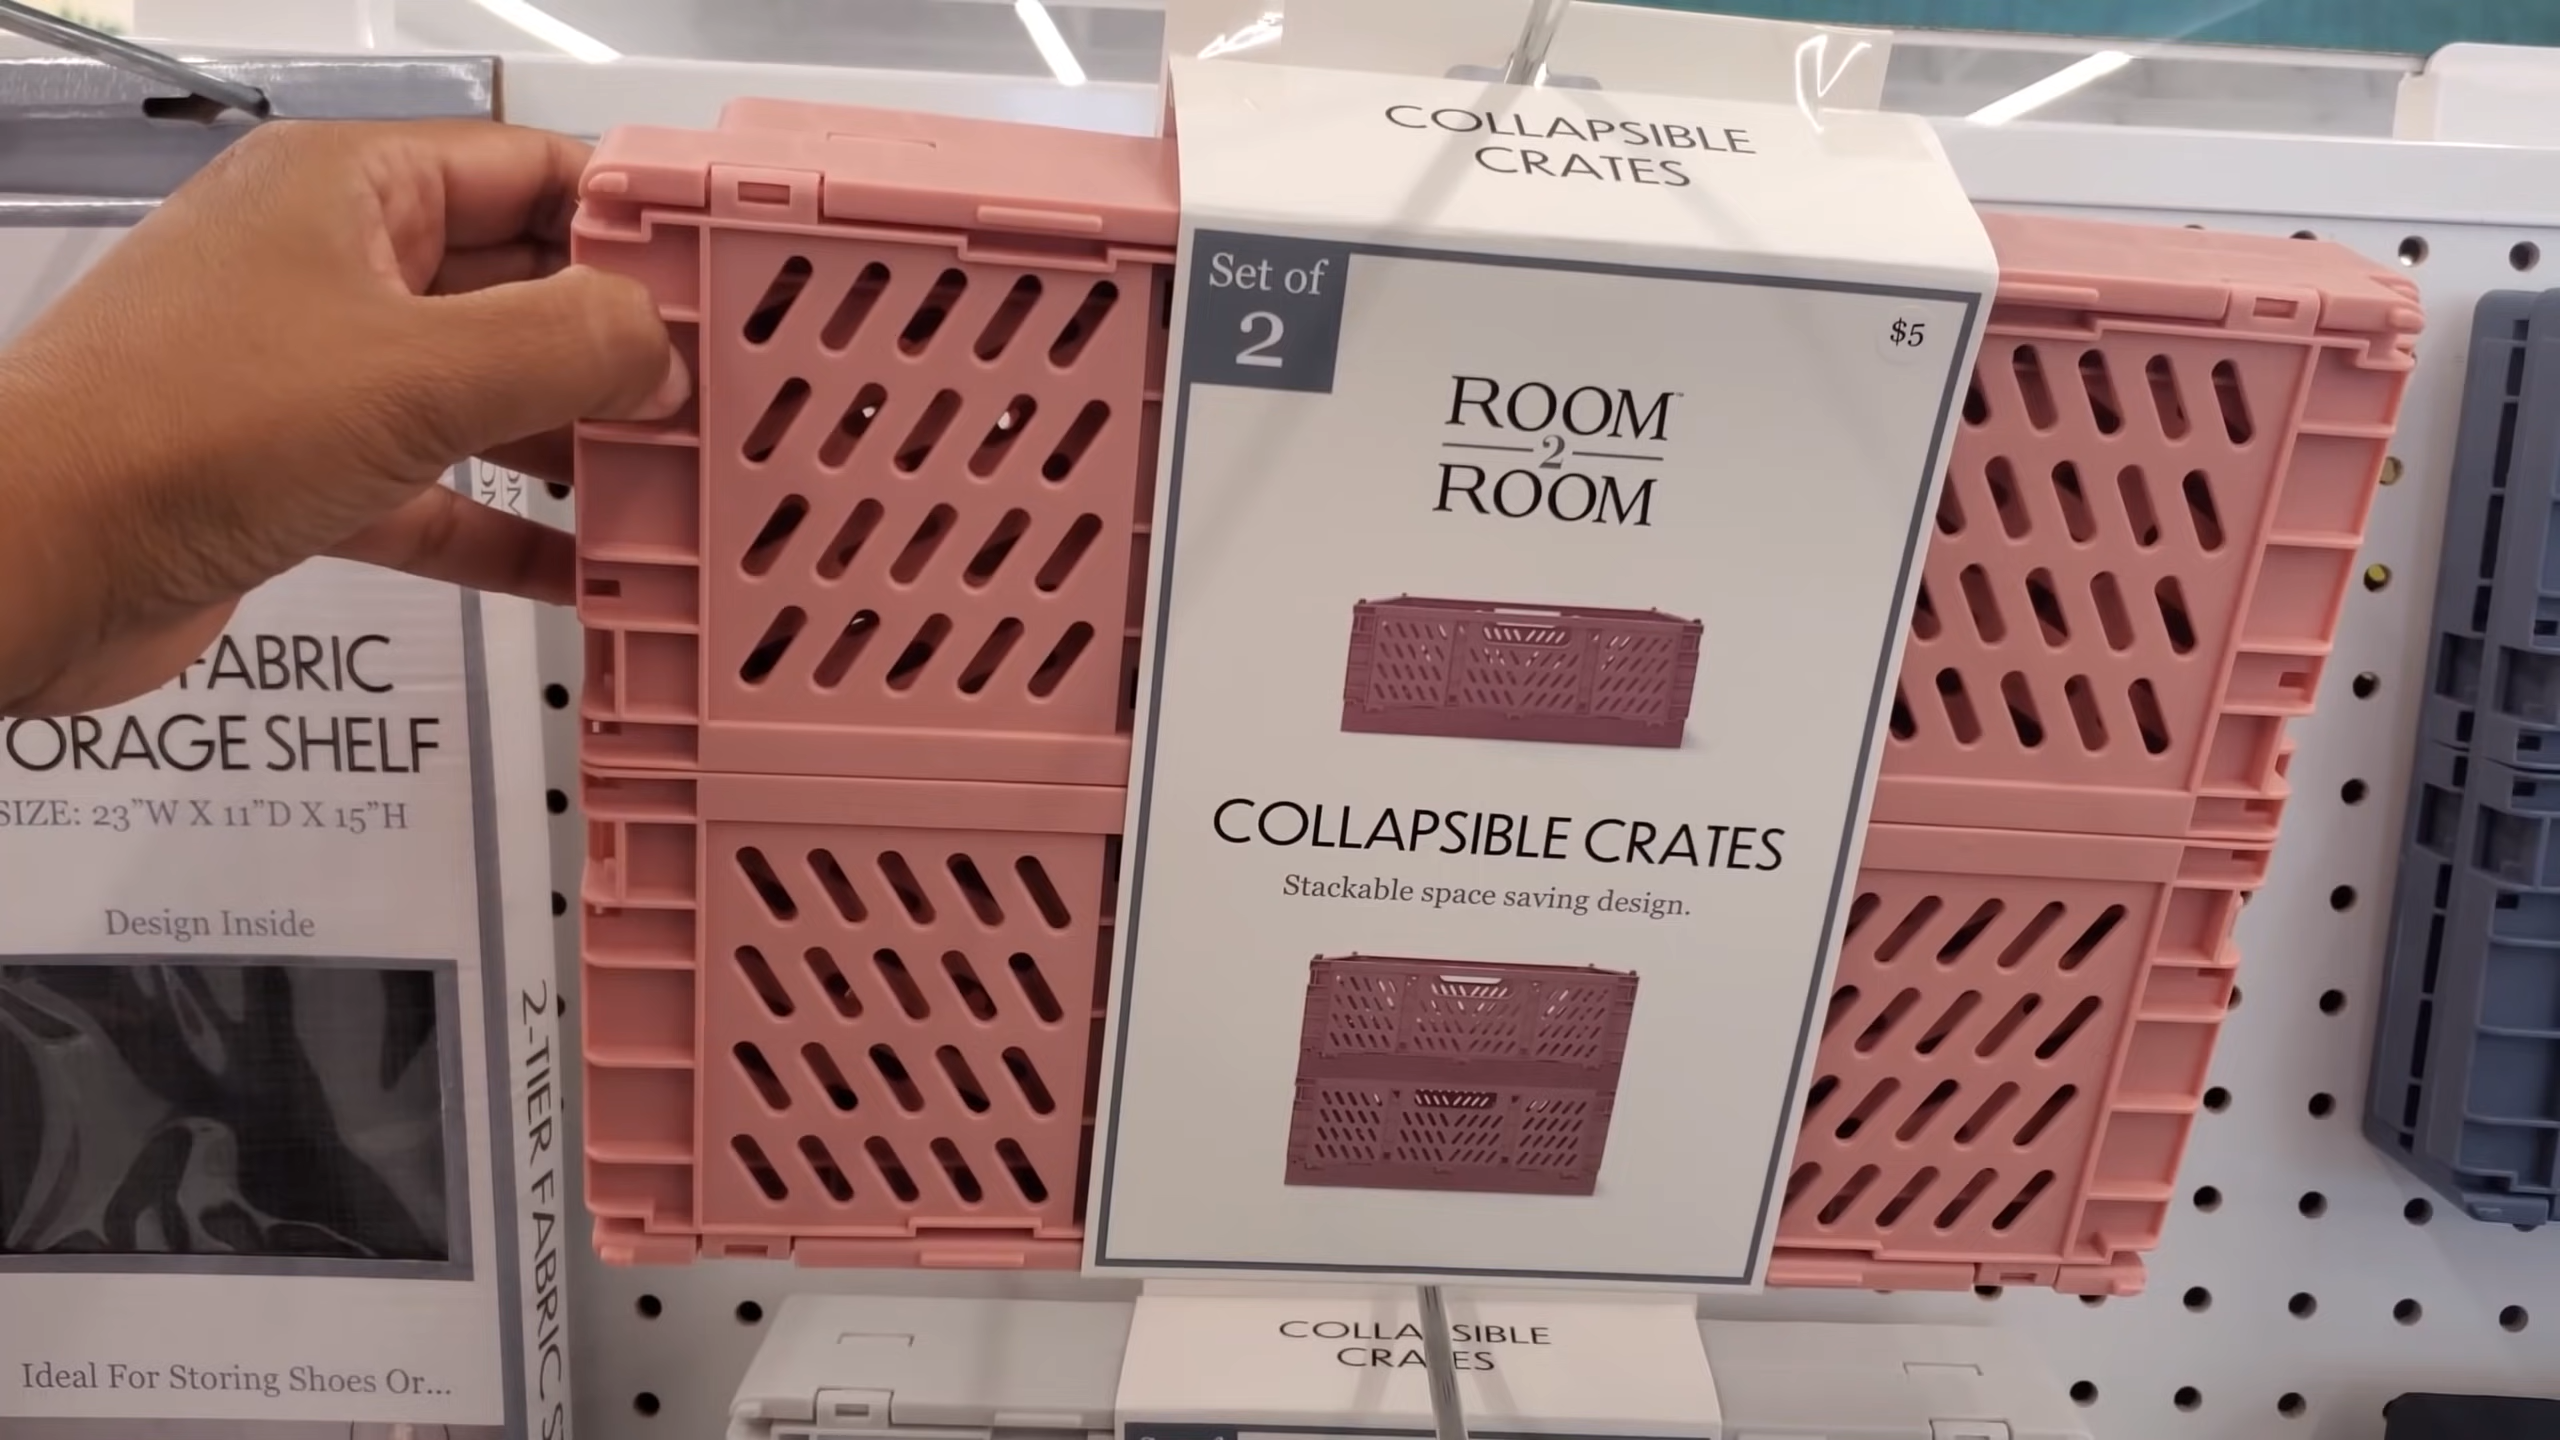 COLLAPSIBLE
CRATES
Set of
2
$5
ROOM™
2
ROOM
COLLAPSIBLE CRATES
Stackable space saving design.
FABRIC
ORAGE SHELF
SIZE: 23"W X 11"D X 15"H
Design Inside
Ideal For Storing Shoes Or...
2-TIER FABRIC S
COLLA SIBLE
CRA ES